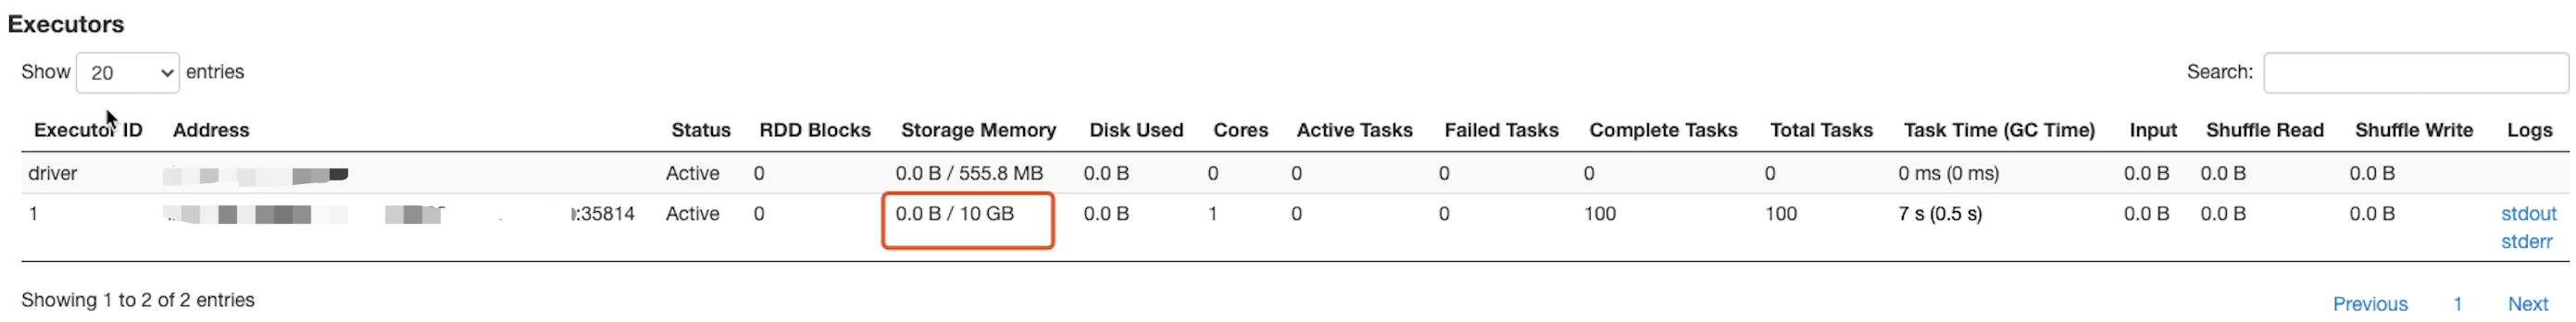 Executors
Show 20 entries Search:
Executor ID Address Status RDD Blocks Storage Memory Disk Used Cores Active Tasks Failed Tasks Complete Tasks Total Tasks Task Time (GC Time) Input Shuffle Read Shuffle Write Logs
driver Active 0 0.0 B / 555.8 MB 0.0 B 0 0 0 0 0 0 ms (0 ms) 0.0 B 0.0 B 0.0 B
1 :35814 Active 0 0.0 B / 10 GB 0.0 B 1 0 0 100 100 7 s (0.5 s) 0.0 B 0.0 B 0.0 B stdout
stderr
Showing 1 to 2 of 2 entries Previous 1 Next